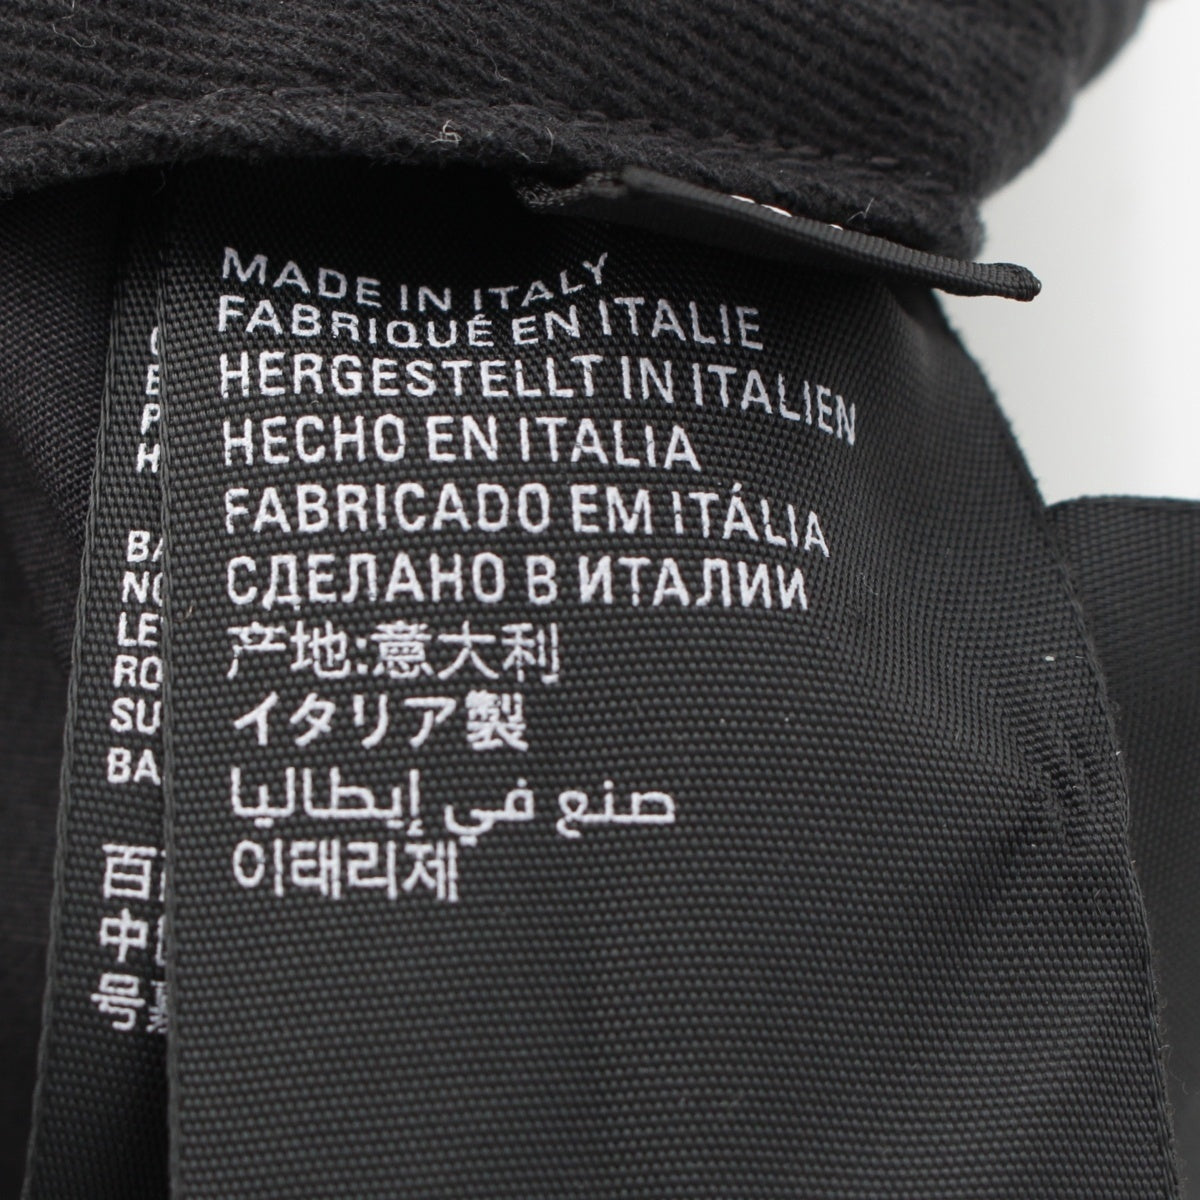 MADE IN ITALY
FABRIQUÉ EN ITALIE
HERGESTELLT IN ITALIEN
HECHO EN ITALIA
FABRICADO EM ITÁLIA
СДЕЛАНО В ИТАЛИИ
产地:意大利
イタリア製
صنع في إيطاليا
이태리제